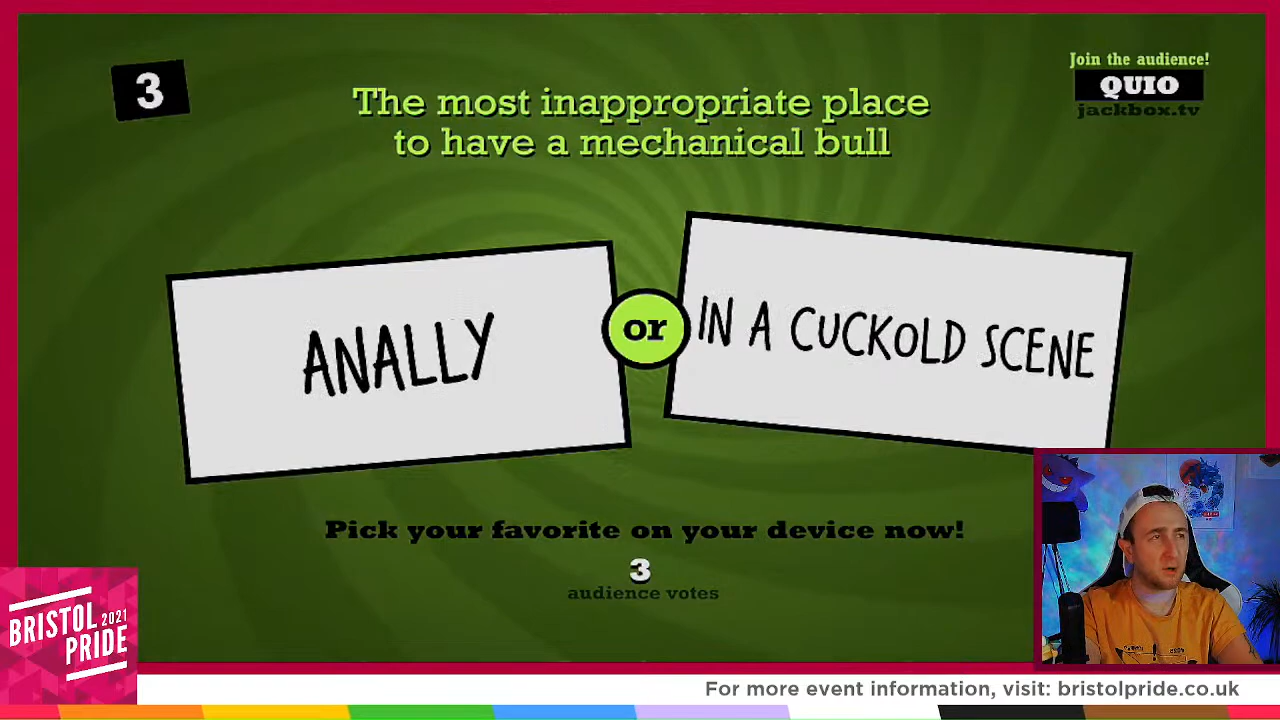 3
The most inappropriate place
to have a mechanical bull
Join the audience!
QUIO
jackbox.tv
ANALLY
or
IN A CUCKOLD SCENE
Pick your favorite on your device now!
3
audience votes
BRISTOL 2021
PRIDE
For more event information, visit: bristolpride.co.uk